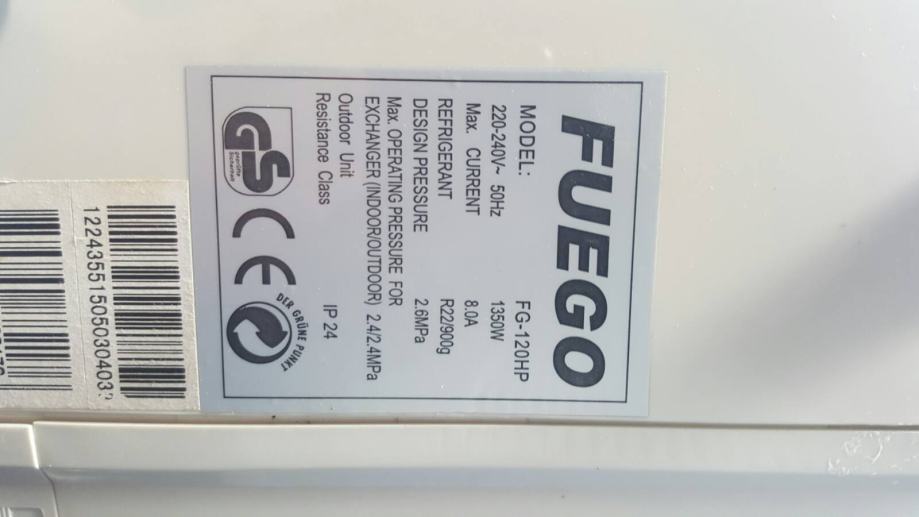 FUEGO
MODEL: FG-120HP
220-240V~ 50Hz 1350W
Max. CURRENT 8.0A
REFRIGERANT R22/900g
DESIGN PRESSURE 2.6MPa
Max. OPERATING PRESSURE FOR
EXCHANGER (INDOOR/OUTDOOR) 2.4/2.4MPa
Outdoor Unit
Resistance Class IP 24
GS
geprüfte
Sicherheit
CE
DER GRÜNE PUNKT